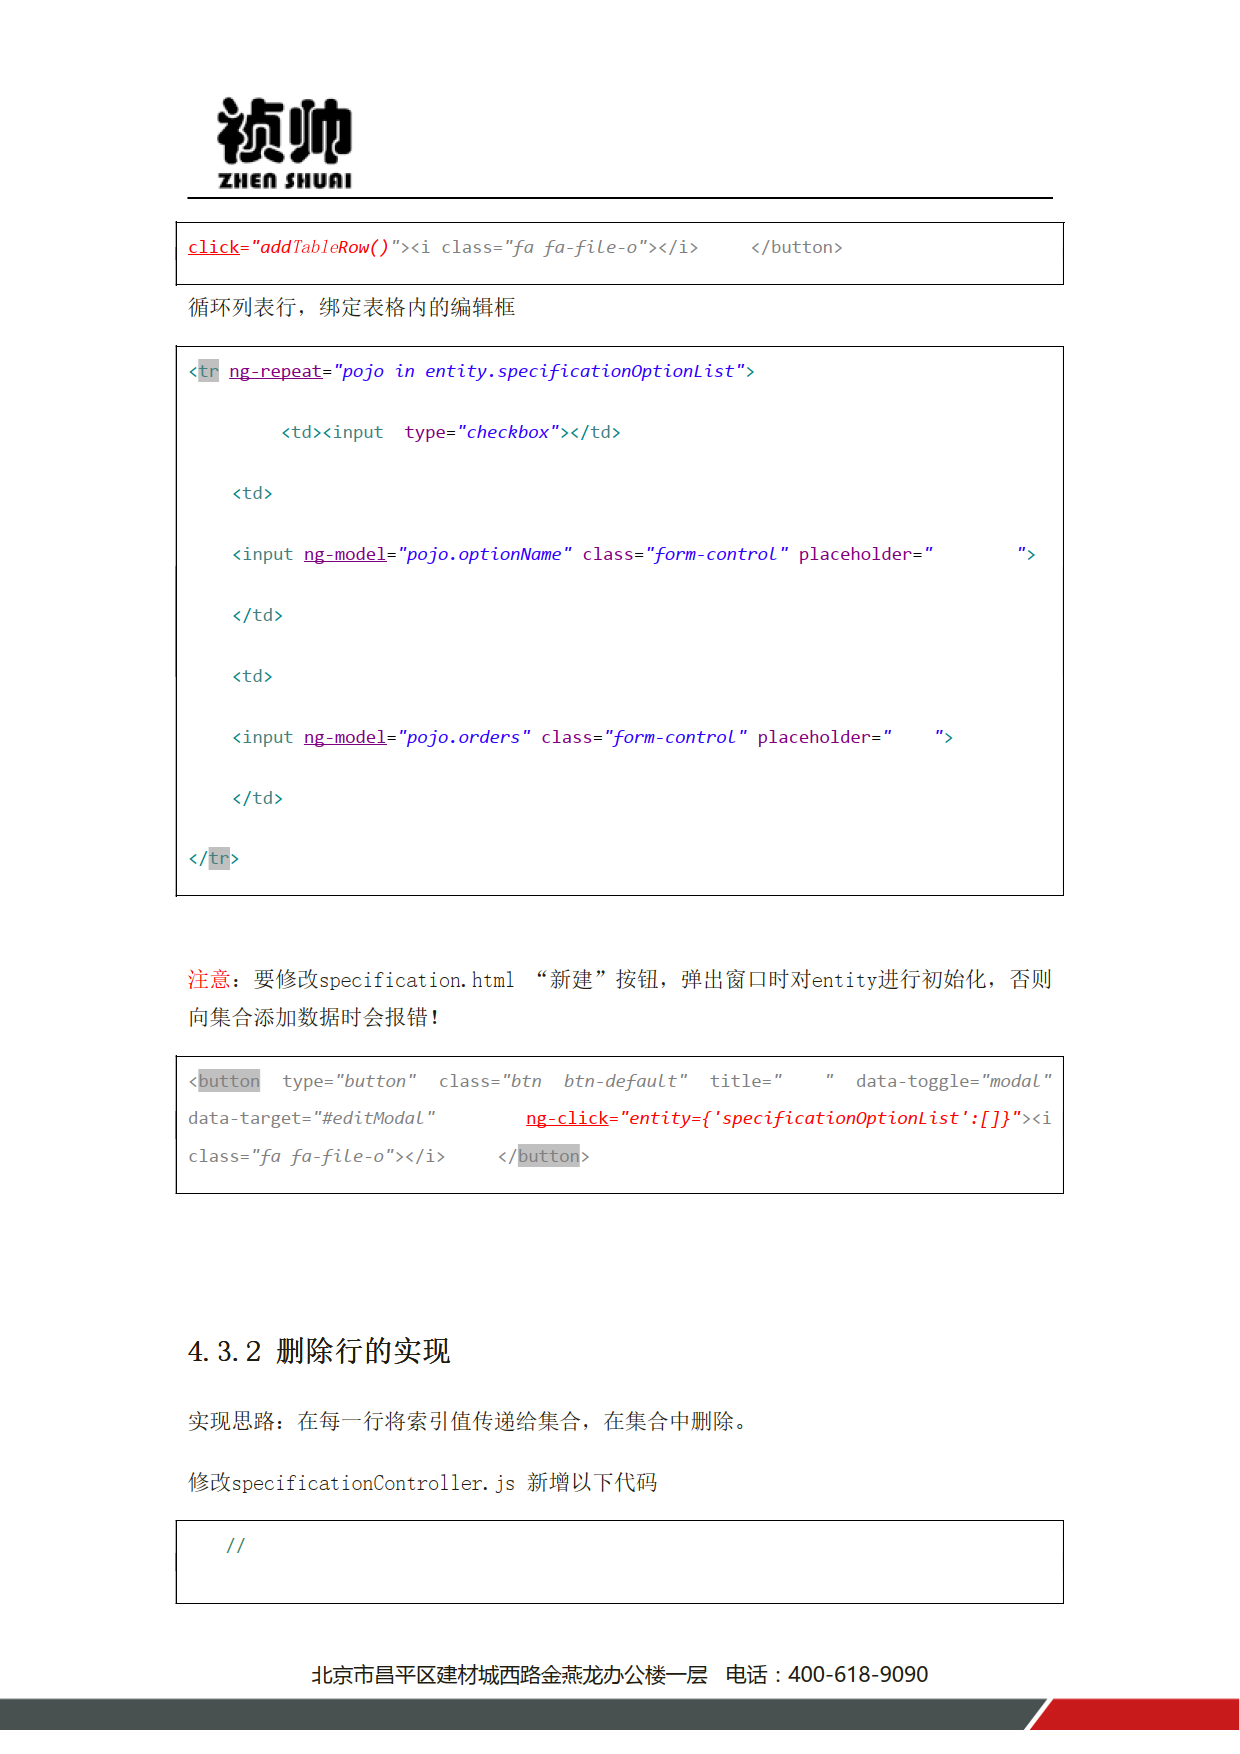 祯帅
ZHEN SHUAI
click="addTableRow()"><i class="fa fa-file-o"></i> </button>
循环列表行，绑定表格内的编辑框
<tr ng-repeat="pojo in entity.specificationOptionList">
<td><input type="checkbox"></td>
<td>
<input ng-model="pojo.optionName" class="form-control" placeholder=" ">
</td>
<td>
<input ng-model="pojo.orders" class="form-control" placeholder=" ">
</td>
</tr>
注意：要修改specification.html “新建”按钮，弹出窗口时对entity进行初始化，否则
向集合添加数据时会报错！
<button type="button" class="btn btn-default" title=" " data-toggle="modal"
data-target="#editModal" ng-click="entity={'specificationOptionList':[]}"><i
class="fa fa-file-o"></i> </button>
4.3.2 删除行的实现
实现思路：在每一行将索引值传递给集合，在集合中删除。
修改specificationController.js 新增以下代码
//
北京市昌平区建材城西路金燕龙办公楼一层 电话：400-618-9090